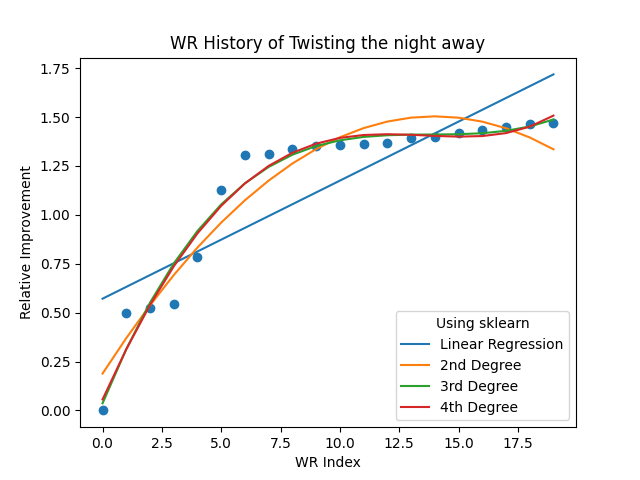 WR History of Twisting the night away
Relative Improvement
1.75
1.50
1.25
1.00
0.75
0.50
0.25
0.00
Using sklearn
Linear Regression
2nd Degree
3rd Degree
4th Degree
0.0 2.5 5.0 7.5 10.0 12.5 15.0 17.5
WR Index